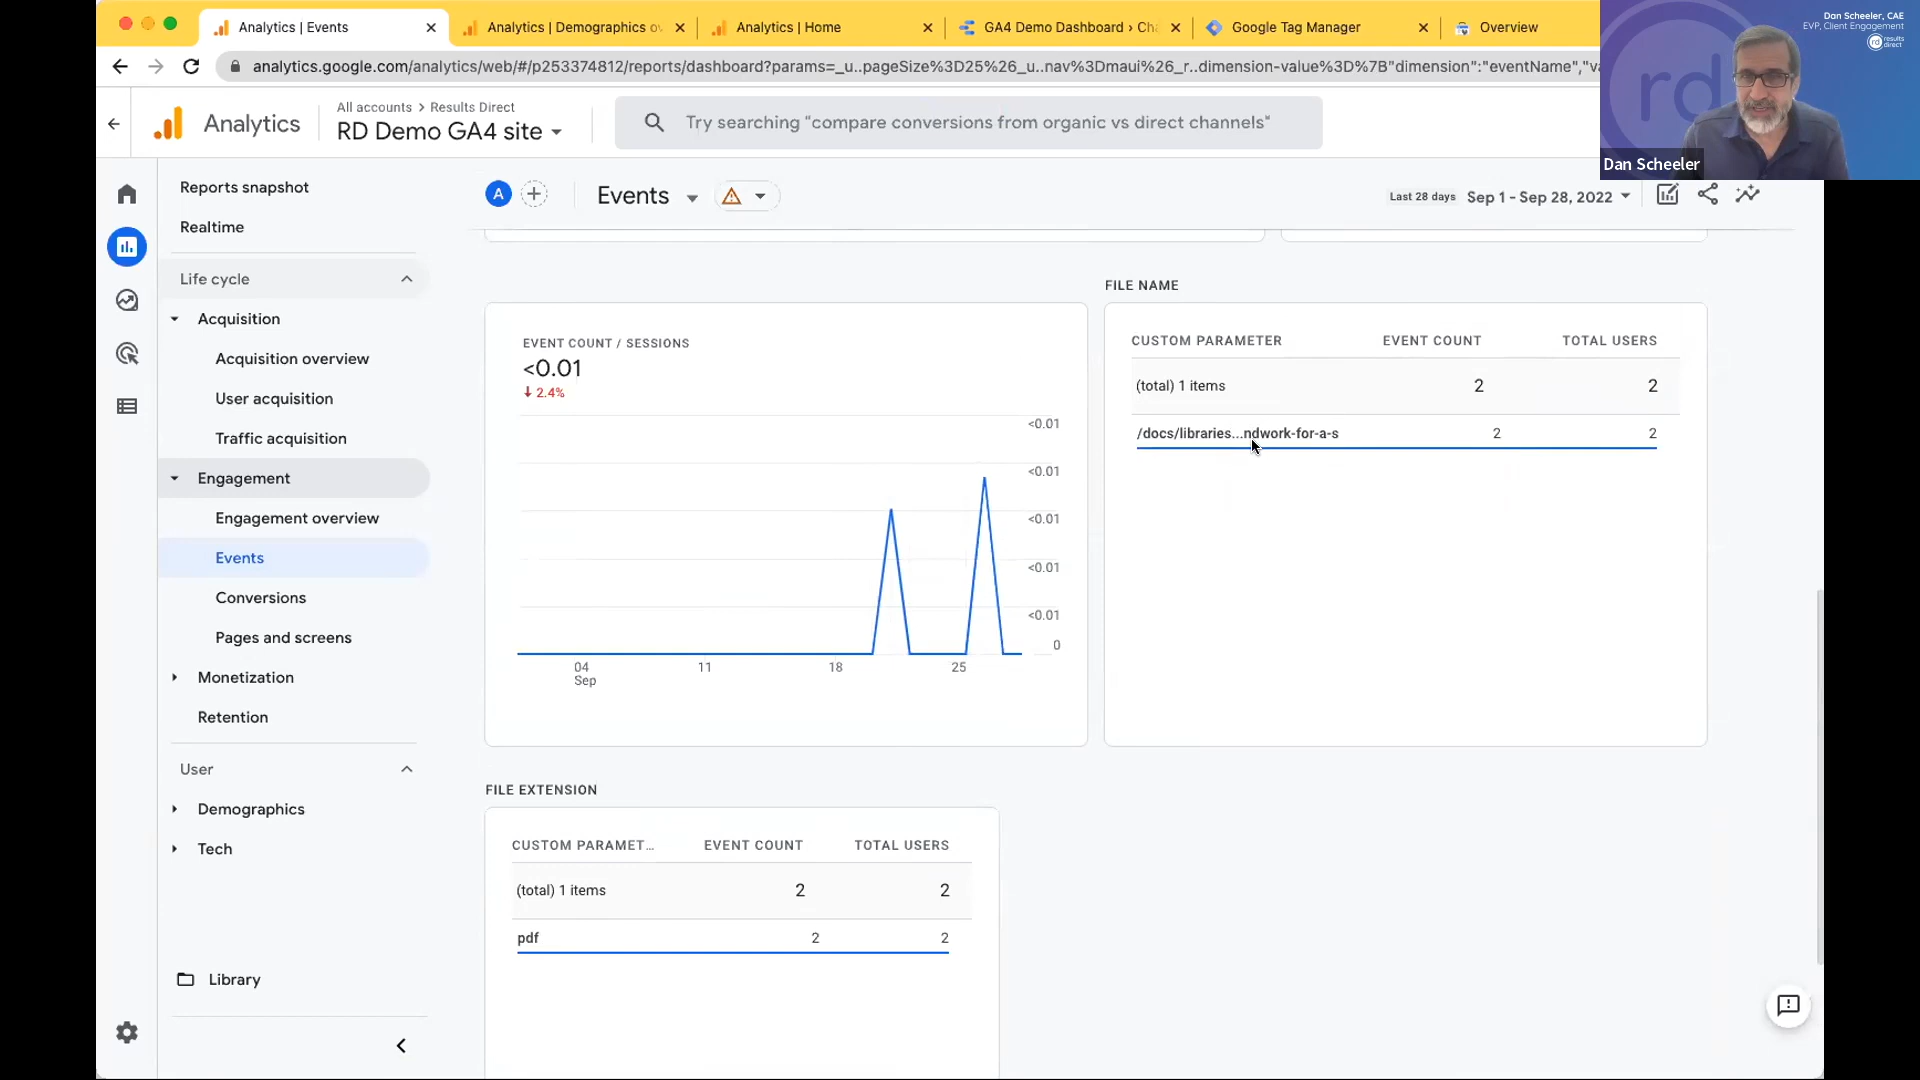 Analytics | Events
Analytics | Demographics ov
Analytics | Home
GA4 Demo Dashboard › Cha
Google Tag Manager
Overview
Dan Scheeler, CAE
EVP, Client Engagement
results
direct
rd
analytics.google.com/analytics/web/#/p253374812/reports/dashboard?params=_u..pageSize%3D25%26_u..nav%3Dmaui%26_r..dimension-value%3D%7B"dimension":"eventName","va
Analytics
All accounts > Results Direct
RD Demo GA4 site
Try searching "compare conversions from organic vs direct channels"
Dan Scheeler
Reports snapshot
Realtime
Life cycle
Acquisition
Acquisition overview
User acquisition
Traffic acquisition
Engagement
Engagement overview
Events
Conversions
Pages and screens
Monetization
Retention
User
Demographics
Tech
Library
A
Events
Last 28 days Sep 1 - Sep 28, 2022
EVENT COUNT / SESSIONS
<0.01
2.4%
<0.01
<0.01
<0.01
<0.01
<0.01
0
04 11 18 25
Sep
FILE NAME
CUSTOM PARAMETER EVENT COUNT TOTAL USERS
(total) 1 items 2 2
/docs/libraries...ndwork-for-a-s 2 2
FILE EXTENSION
CUSTOM PARAMET... EVENT COUNT TOTAL USERS
(total) 1 items 2 2
pdf 2 2